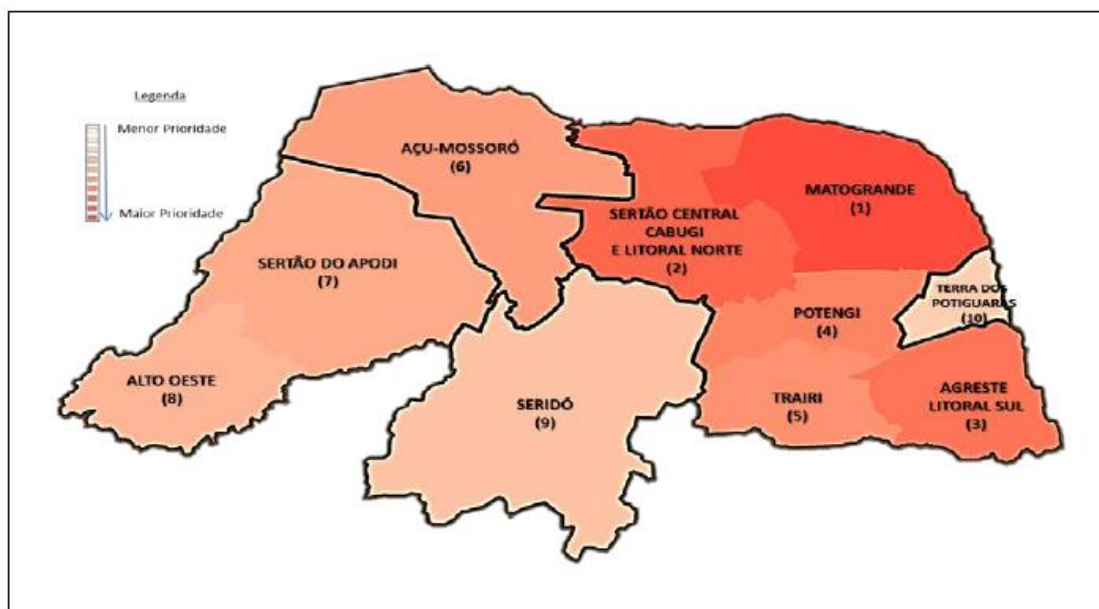 Legenda
Menor Prioridade
Maior Prioridade
AÇU-MOSSORÓ
(6)
MATOGRANDE
(1)
SERTÃO CENTRAL
CABUGI
E LITORAL NORTE
(2)
SERTÃO DO APODI
(7)
TERRA DOS
POTIGUARAS
(10)
POTENGI
(4)
ALTO OESTE
(8)
SERIDÓ
(9)
TRAIRI
(5)
AGRESTE
LITORAL SUL
(3)